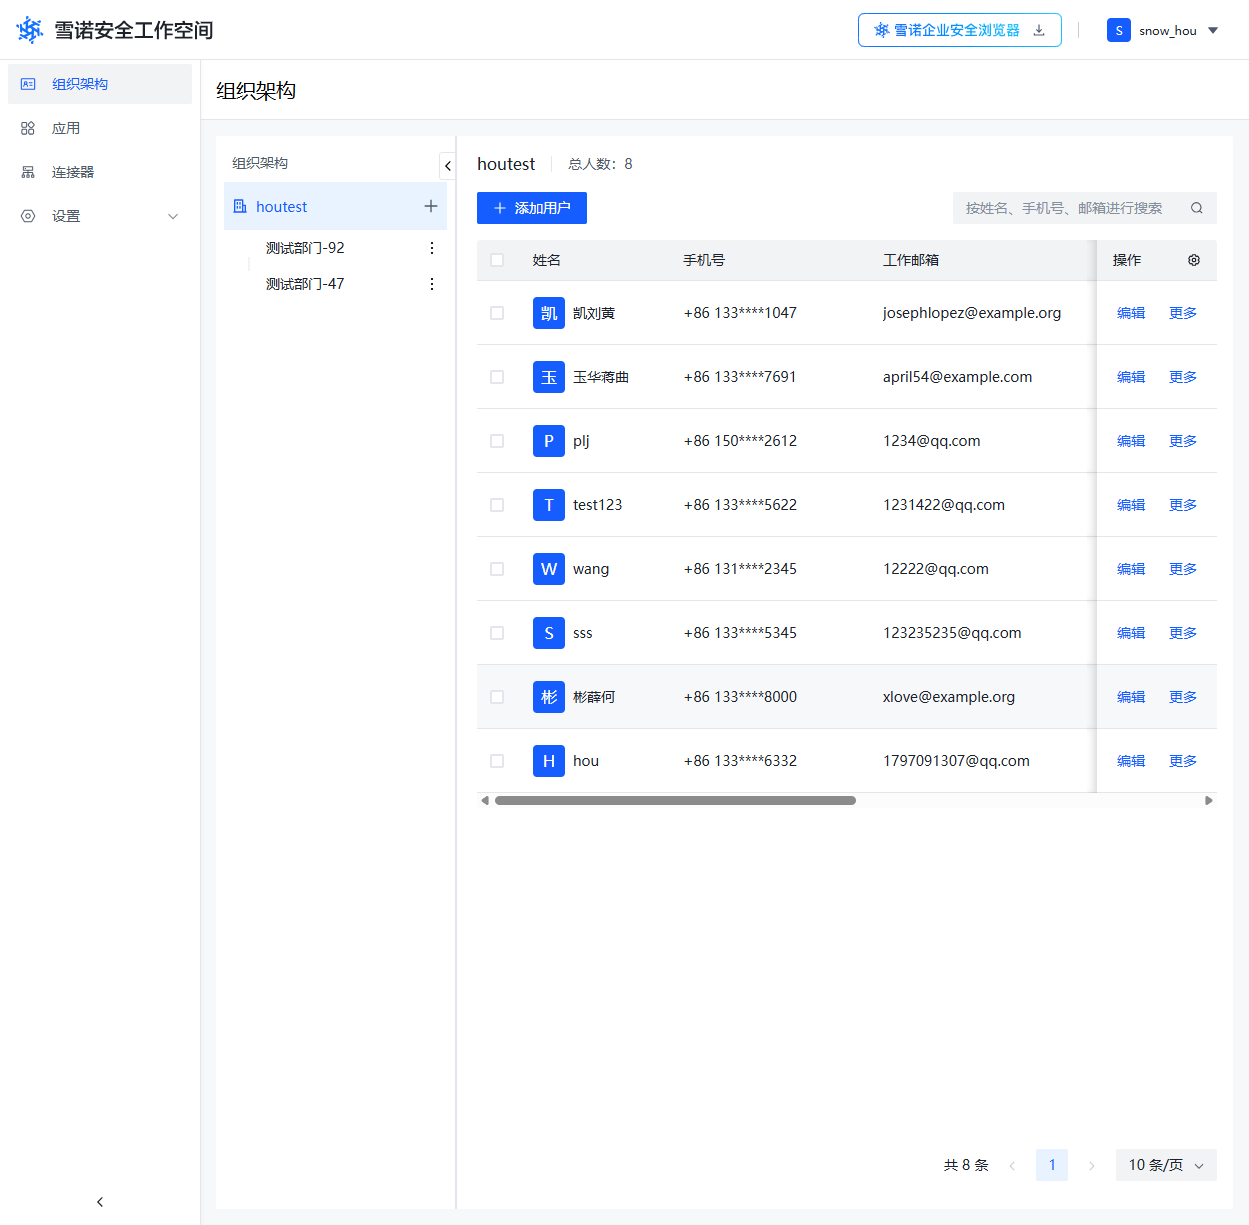 雪诺安全工作空间
雪诺企业安全浏览器
S snow_hou
组织架构
应用
连接器
设置
组织架构
组织架构
houtest
测试部门-92
测试部门-47
houtest 总人数：8
添加用户
按姓名、手机号、邮箱进行搜索
姓名 手机号 工作邮箱 操作
凯 凯刘黄 +86 133****1047 josephlopez@example.org 编辑 更多
玉 玉华蒋曲 +86 133****7691 april54@example.com 编辑 更多
P plj +86 150****2612 1234@qq.com 编辑 更多
T test123 +86 133****5622 1231422@qq.com 编辑 更多
W wang +86 131****2345 12222@qq.com 编辑 更多
S sss +86 133****5345 123235235@qq.com 编辑 更多
彬 彬薛何 +86 133****8000 xlove@example.org 编辑 更多
H hou +86 133****6332 1797091307@qq.com 编辑 更多
共 8 条 1 10 条/页